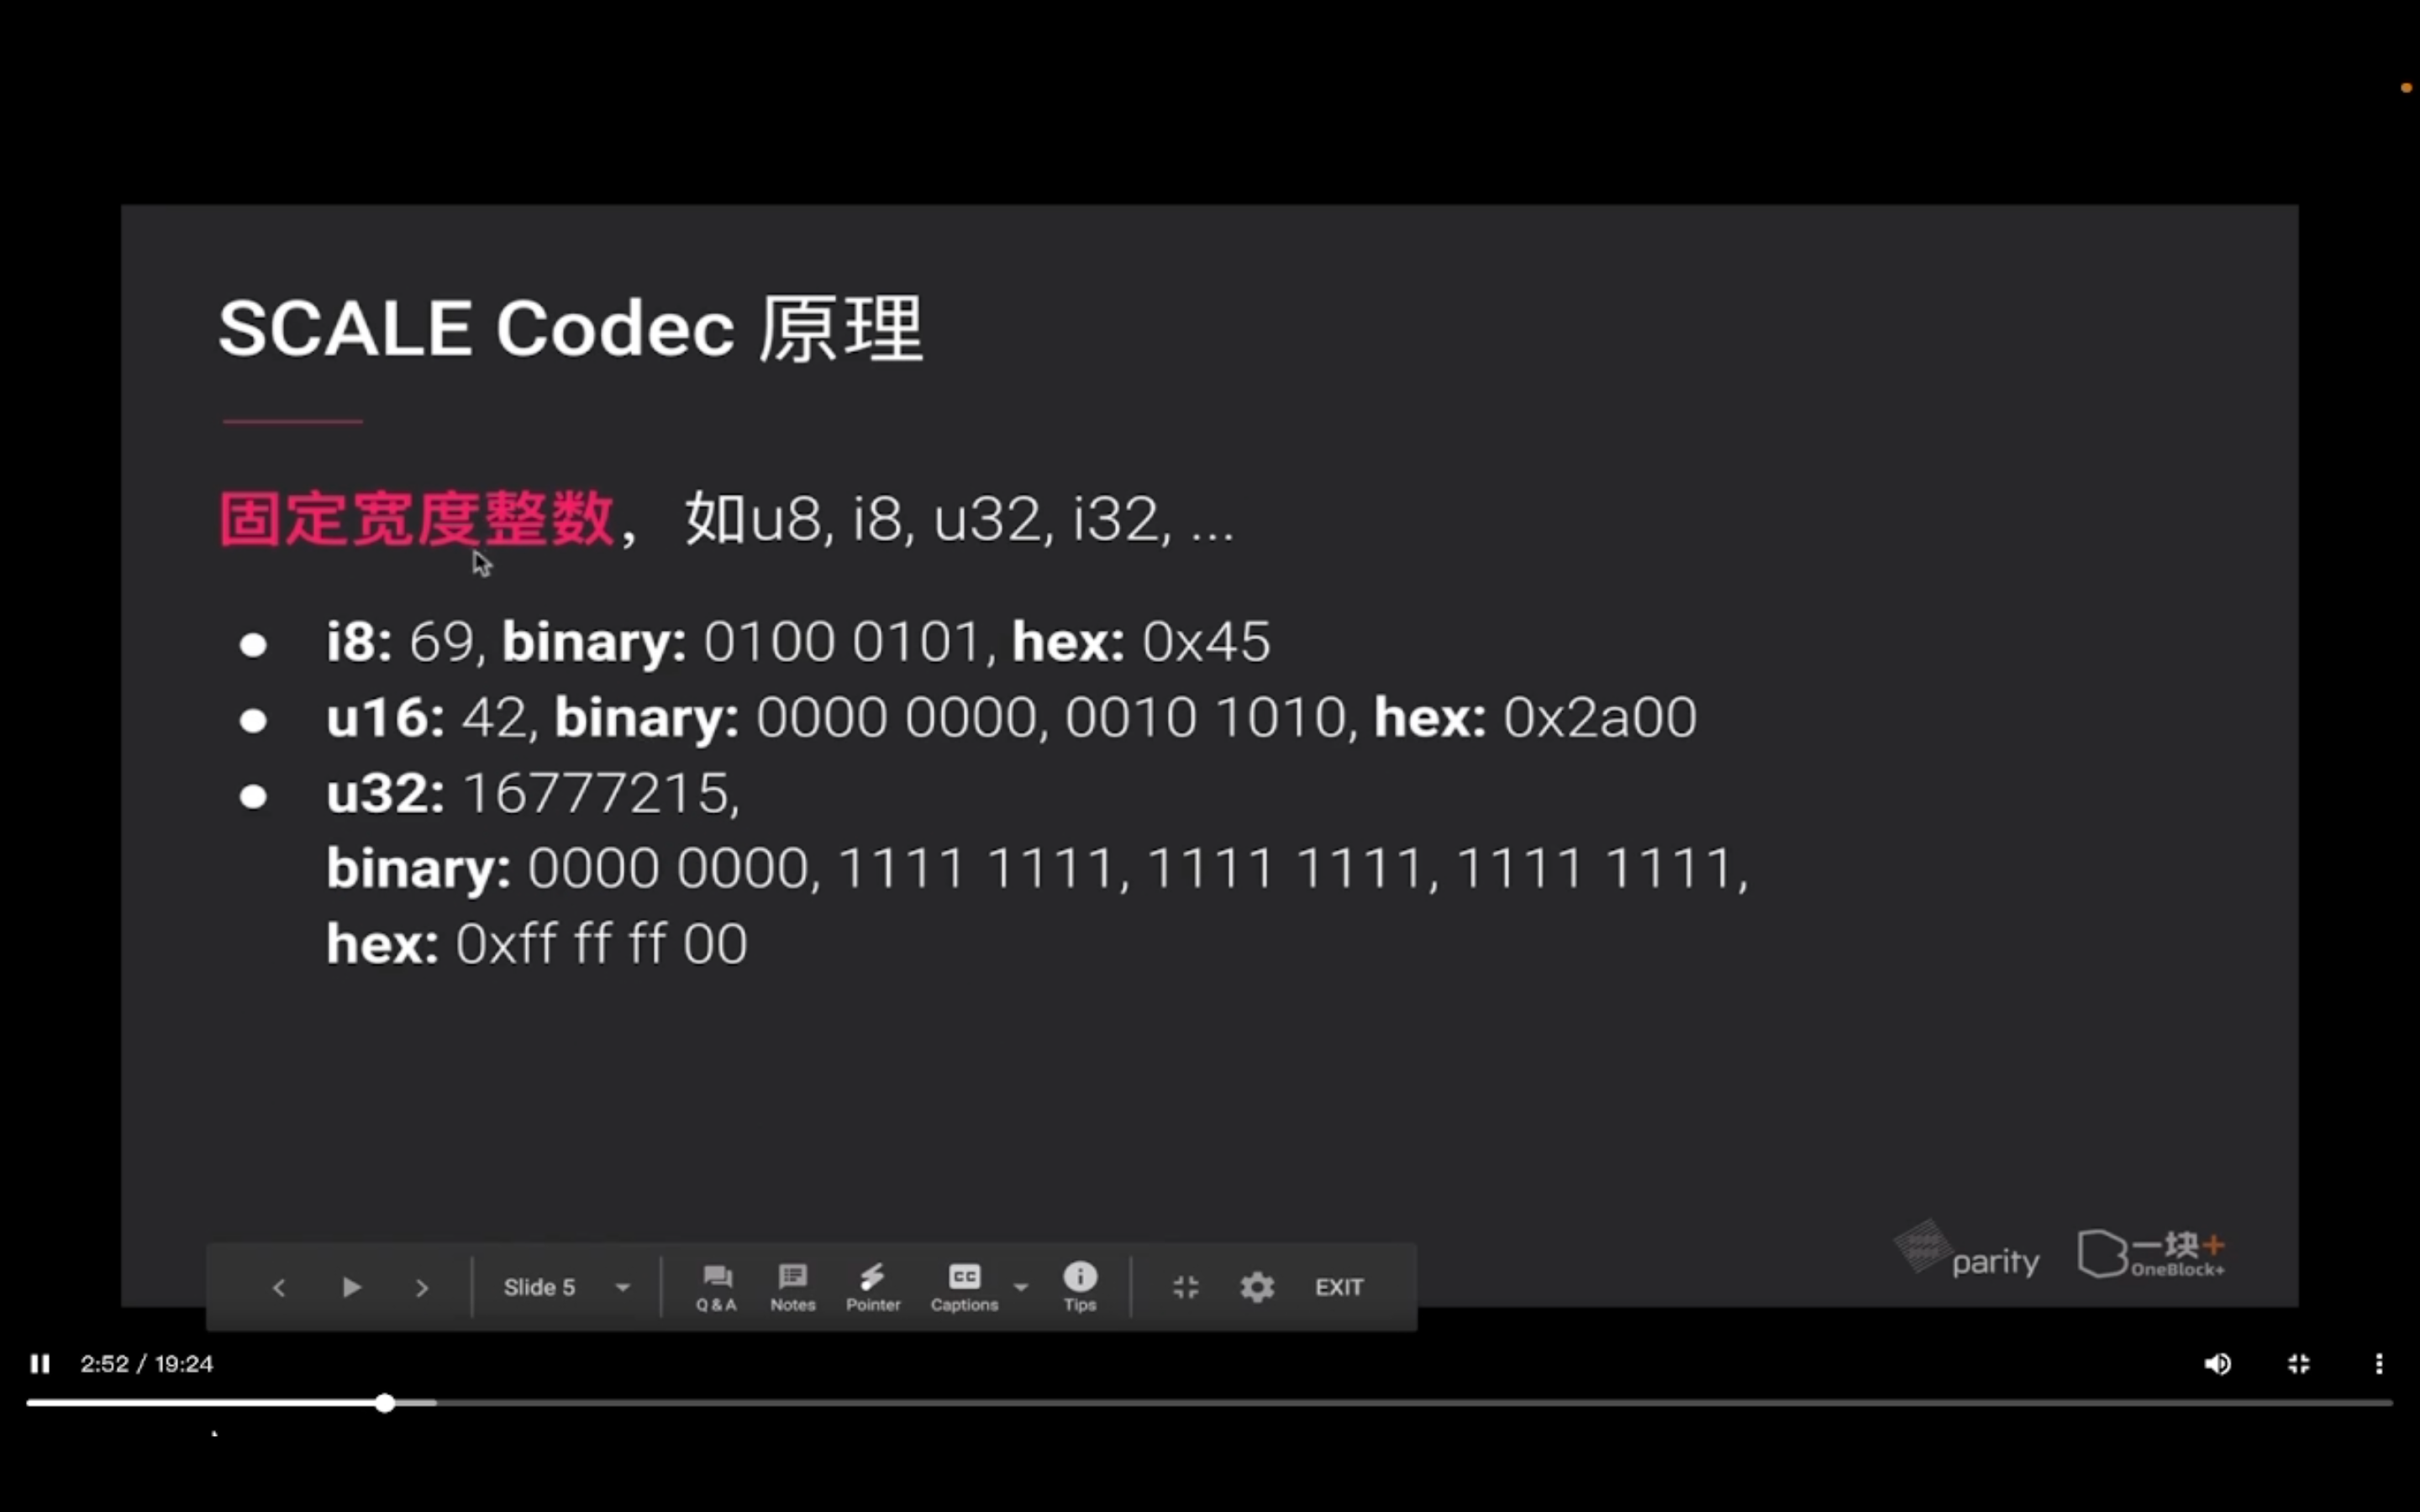 SCALE Codec 原理
固定宽度整数， 如u8, i8, u32, i32, ...
● i8: 69, binary: 0100 0101, hex: 0x45
● u16: 42, binary: 0000 0000, 0010 1010, hex: 0x2a00
● u32: 16777215,
binary: 0000 0000, 1111 1111, 1111 1111, 1111 1111,
hex: 0xff ff ff 00
parity
一块+
OneBlock+
Slide 5
Q & A
Notes
Pointer
CC
Captions
Tips
EXIT
2:52 / 19:24